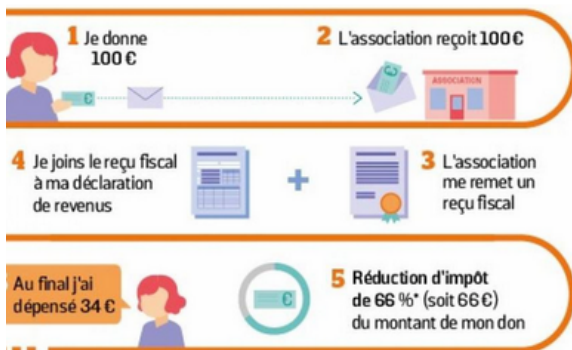 1 Je donne
100 €
2 L'association reçoit 100 €
€
€
ASSOCIATION
3 L'association
me remet un
reçu fiscal
4 Je joins le reçu fiscal
à ma déclaration
de revenus
+
5 Réduction d'impôt
de 66 %* (soit 66 €)
du montant de mon don
€
Au final j'ai
dépensé 34 €